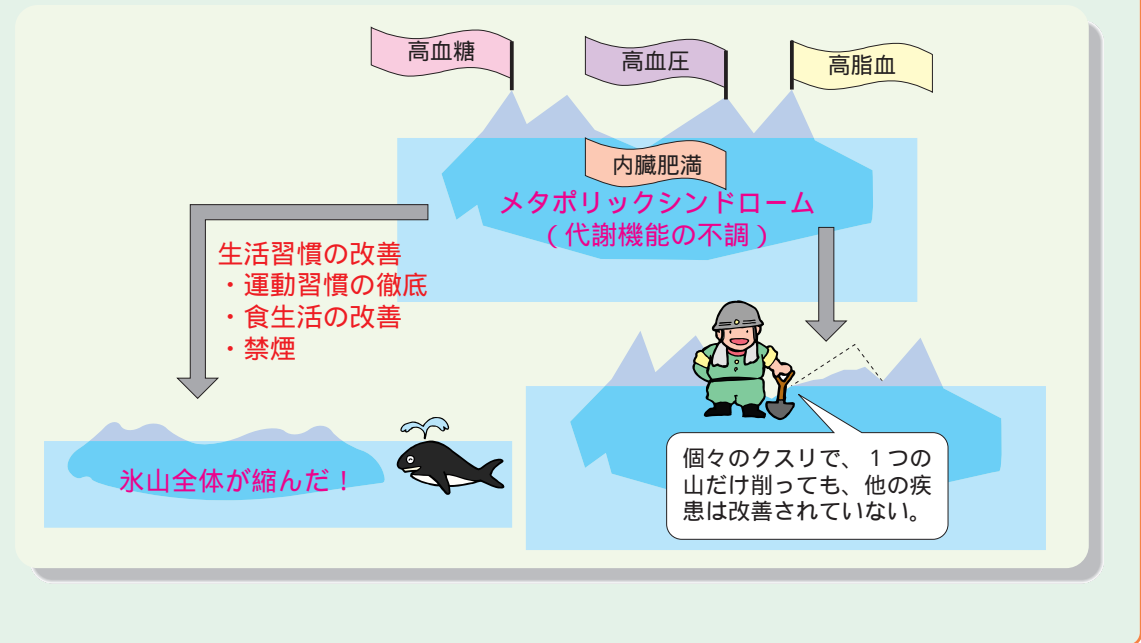 高血糖
高血圧
高脂血
内臓肥満
メタポリックシンドローム
（代謝機能の不調）
生活習慣の改善
・運動習慣の徹底
・食生活の改善
・禁煙
氷山全体が縮んだ！
個々のクスリで、１つの
山だけ削っても、他の疾
患は改善されていない。